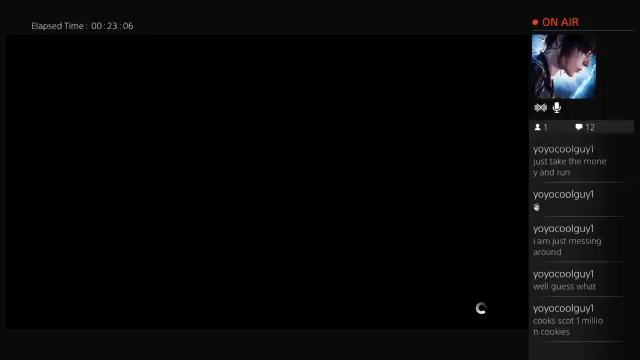 Elapsed Time : 00 : 23 : 06
ON AIR
1
12
yoyocoolguy1
just take the mone
y and run
yoyocoolguy1
yoyocoolguy1
i am just messing
around
yoyocoolguy1
well guess what
yoyocoolguy1
cooks scot 1 millio
n cookies